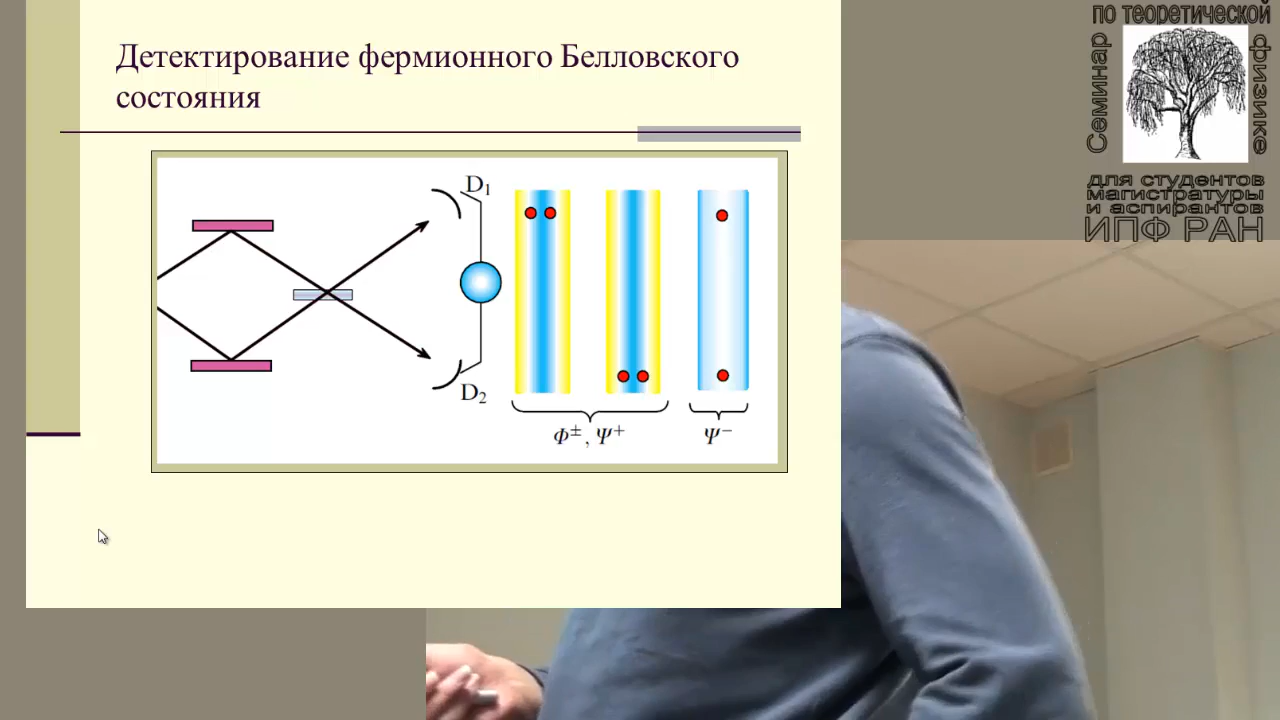 Детектирование фермионного Белловского
состояния
D1
D2
Φ±, Ψ+
Ψ−
Семинар
по теоретической
физике
для студентов
магистратуры
и аспирантов
ИПФ РАН